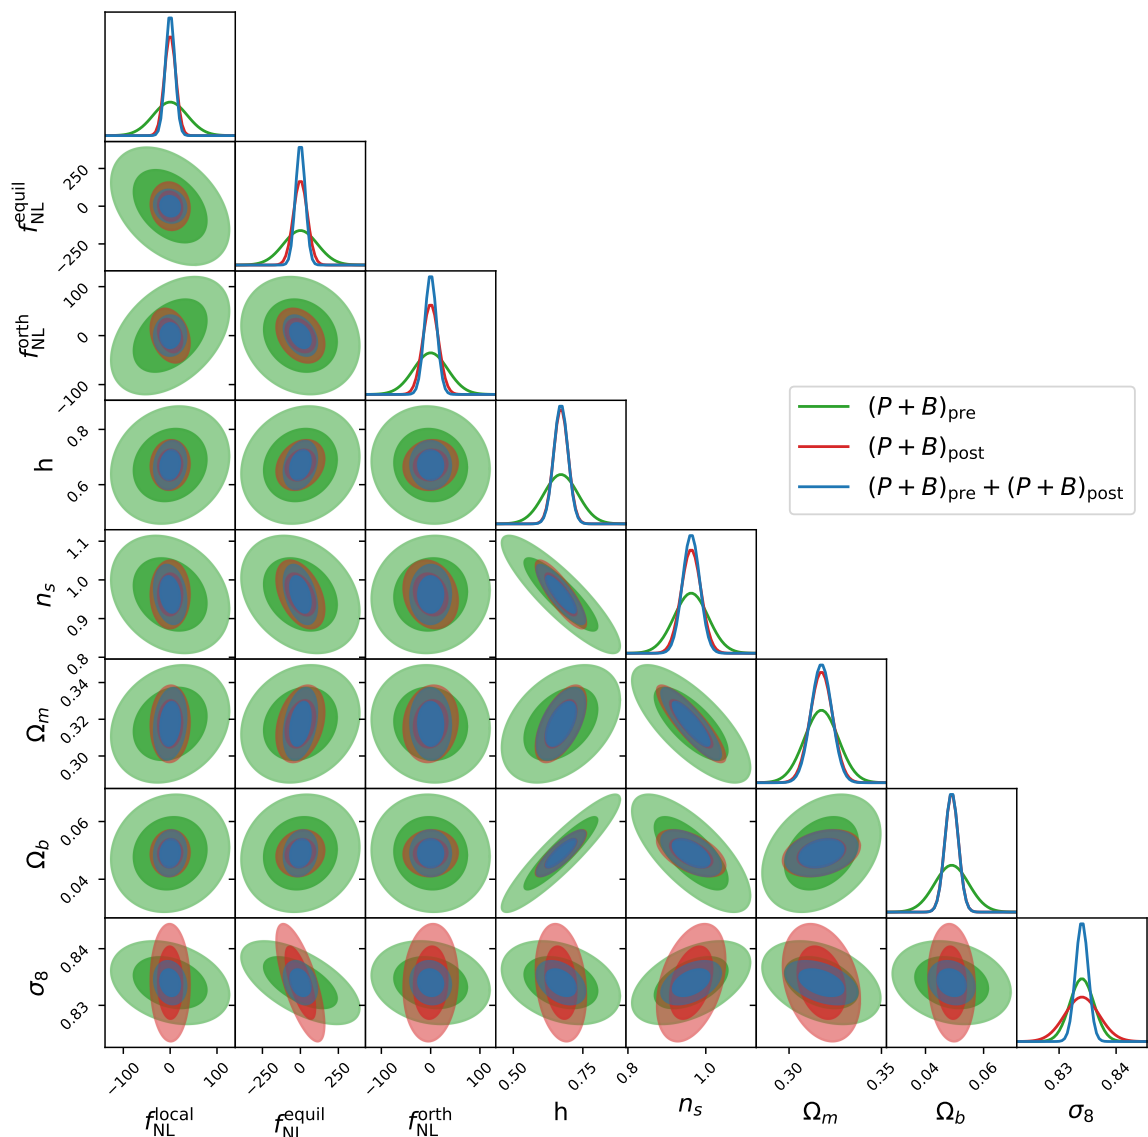 f_NL^equil
250
0
−250
f_NL^orth
100
0
−100
h
0.8
0.6
n_s
1.1
1.0
0.9
0.8
Ω_m
0.34
0.32
0.30
Ω_b
0.06
0.04
σ_8
0.84
0.83
(P + B)_pre
(P + B)_post
(P + B)_pre + (P + B)_post
−100 0 100
−250 0 250
−100 0 100
0.50 0.75
0.8 1.0
0.30 0.35
0.04 0.06
0.83 0.84
f_NL^local
f_NL^equil
f_NL^orth
h
n_s
Ω_m
Ω_b
σ_8